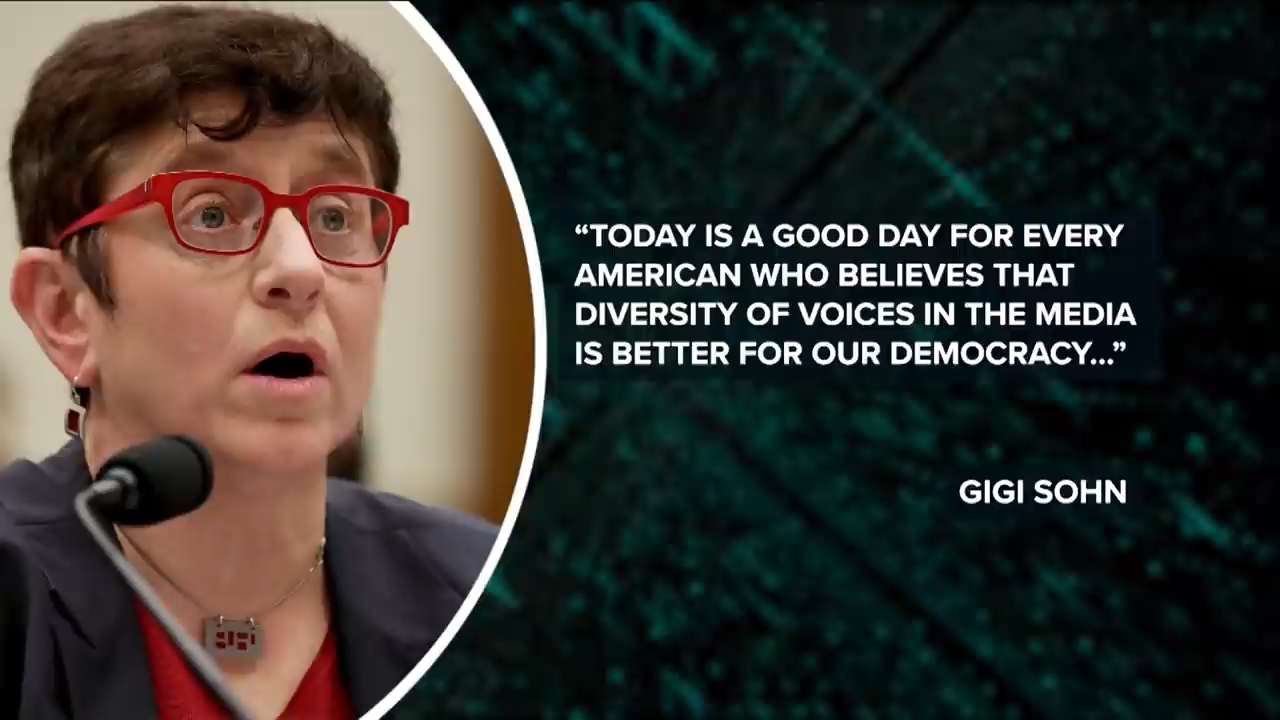 “TODAY IS A GOOD DAY FOR EVERY
AMERICAN WHO BELIEVES THAT
DIVERSITY OF VOICES IN THE MEDIA
IS BETTER FOR OUR DEMOCRACY...”
GIGI SOHN
gigi